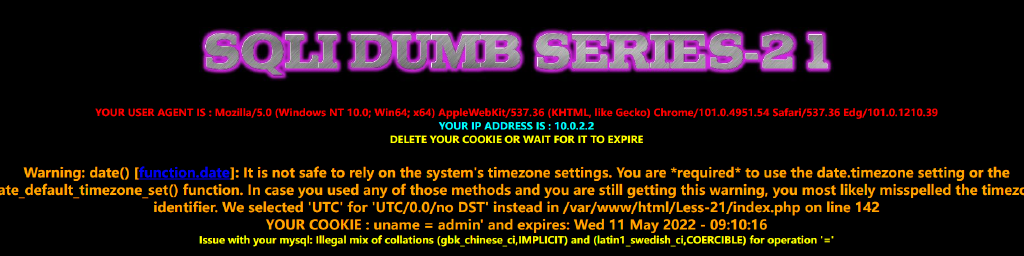 SQLI DUMB SERIES-21
YOUR USER AGENT IS : Mozilla/5.0 (Windows NT 10.0; Win64; x64) AppleWebKit/537.36 (KHTML, like Gecko) Chrome/101.0.4951.54 Safari/537.36 Edg/101.0.1210.39
YOUR IP ADDRESS IS : 10.0.2.2
DELETE YOUR COOKIE OR WAIT FOR IT TO EXPIRE
Warning: date() [function.date]: It is not safe to rely on the system's timezone settings. You are *required* to use the date.timezone setting or the
ate_default_timezone_set() function. In case you used any of those methods and you are still getting this warning, you most likely misspelled the timezo
identifier. We selected 'UTC' for 'UTC/0.0/no DST' instead in /var/www/html/Less-21/index.php on line 142
YOUR COOKIE : uname = admin' and expires: Wed 11 May 2022 - 09:10:16
Issue with your mysql: Illegal mix of collations (gbk_chinese_ci,IMPLICIT) and (latin1_swedish_ci,COERCIBLE) for operation '='